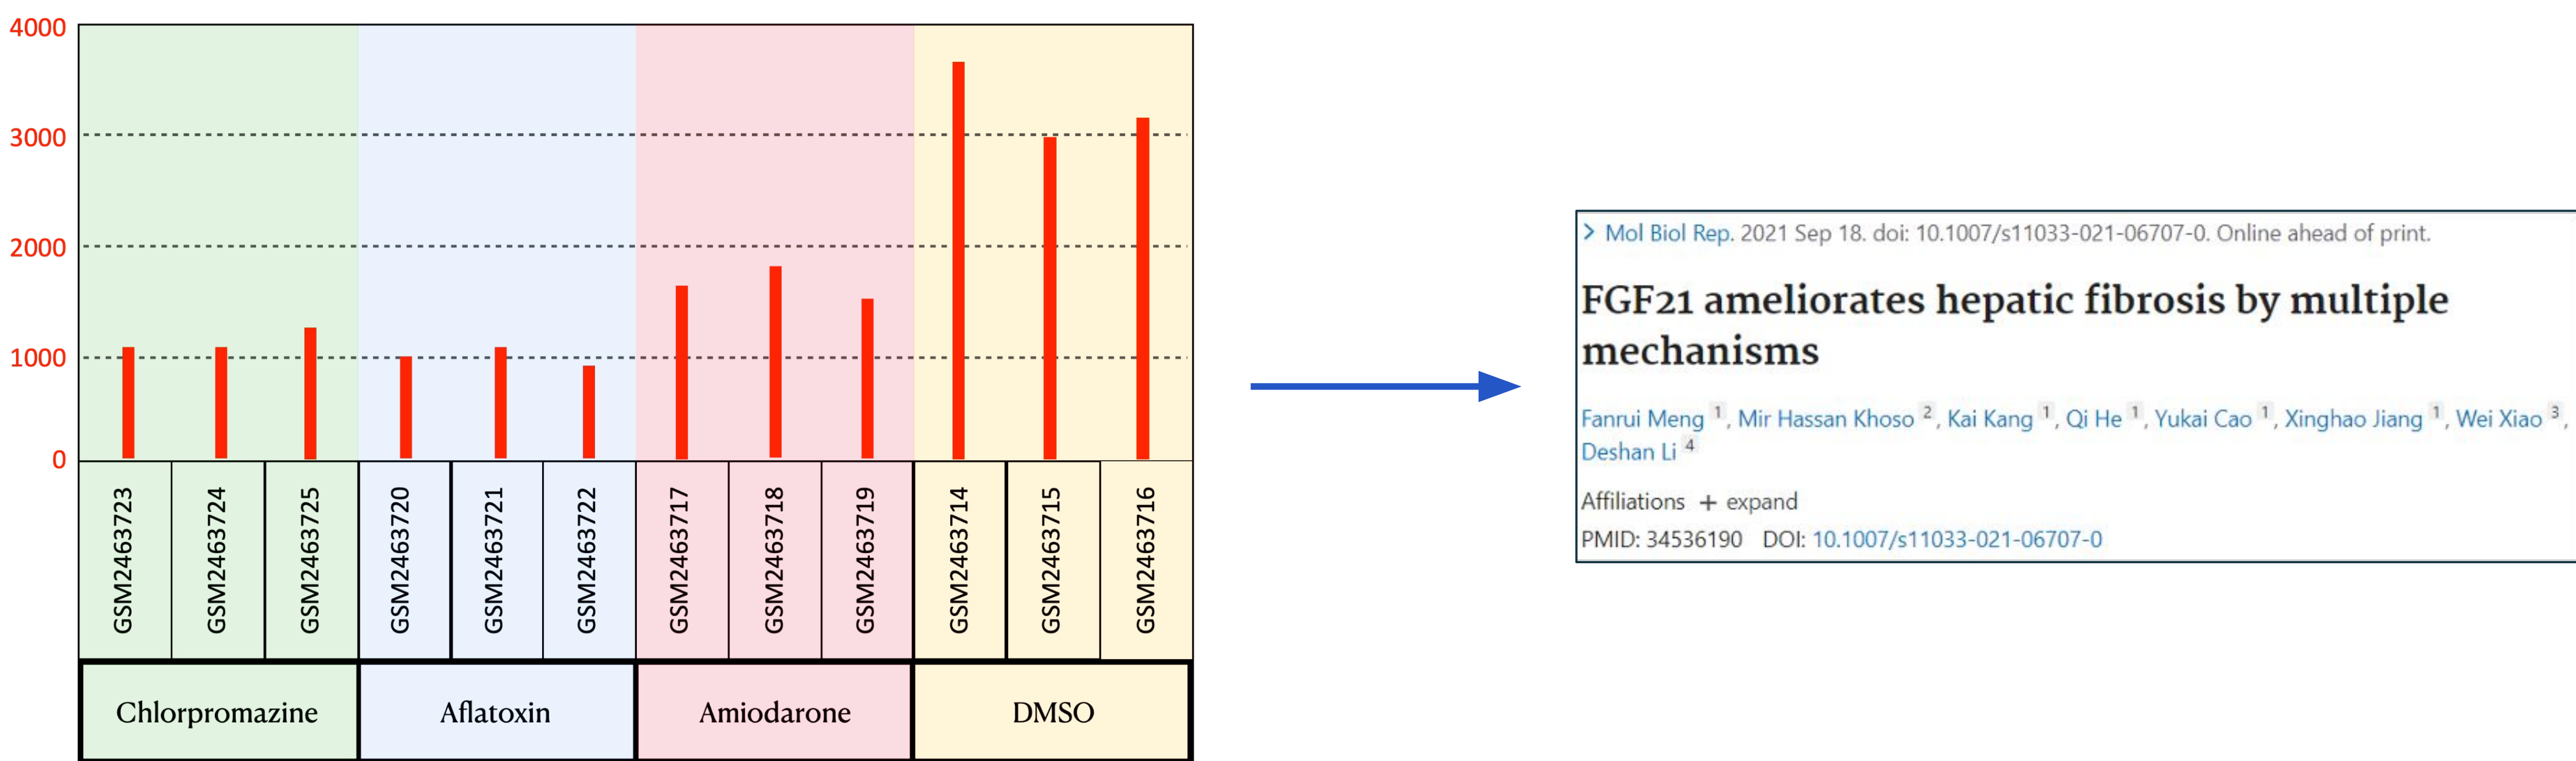 4000
3000
2000
1000
0
GSM2463723
GSM2463724
GSM2463725
GSM2463720
GSM2463721
GSM2463722
GSM2463717
GSM2463718
GSM2463719
GSM2463714
GSM2463715
GSM2463716
Chlorpromazine
Aflatoxin
Amiodarone
DMSO
> Mol Biol Rep. 2021 Sep 18. doi: 10.1007/s11033-021-06707-0. Online ahead of print.
FGF21 ameliorates hepatic fibrosis by multiple
mechanisms
Fanrui Meng 1, Mir Hassan Khoso 2, Kai Kang 1, Qi He 1, Yukai Cao 1, Xinghao Jiang 1, Wei Xiao 3,
Deshan Li 4
Affiliations + expand
PMID: 34536190 DOI: 10.1007/s11033-021-06707-0